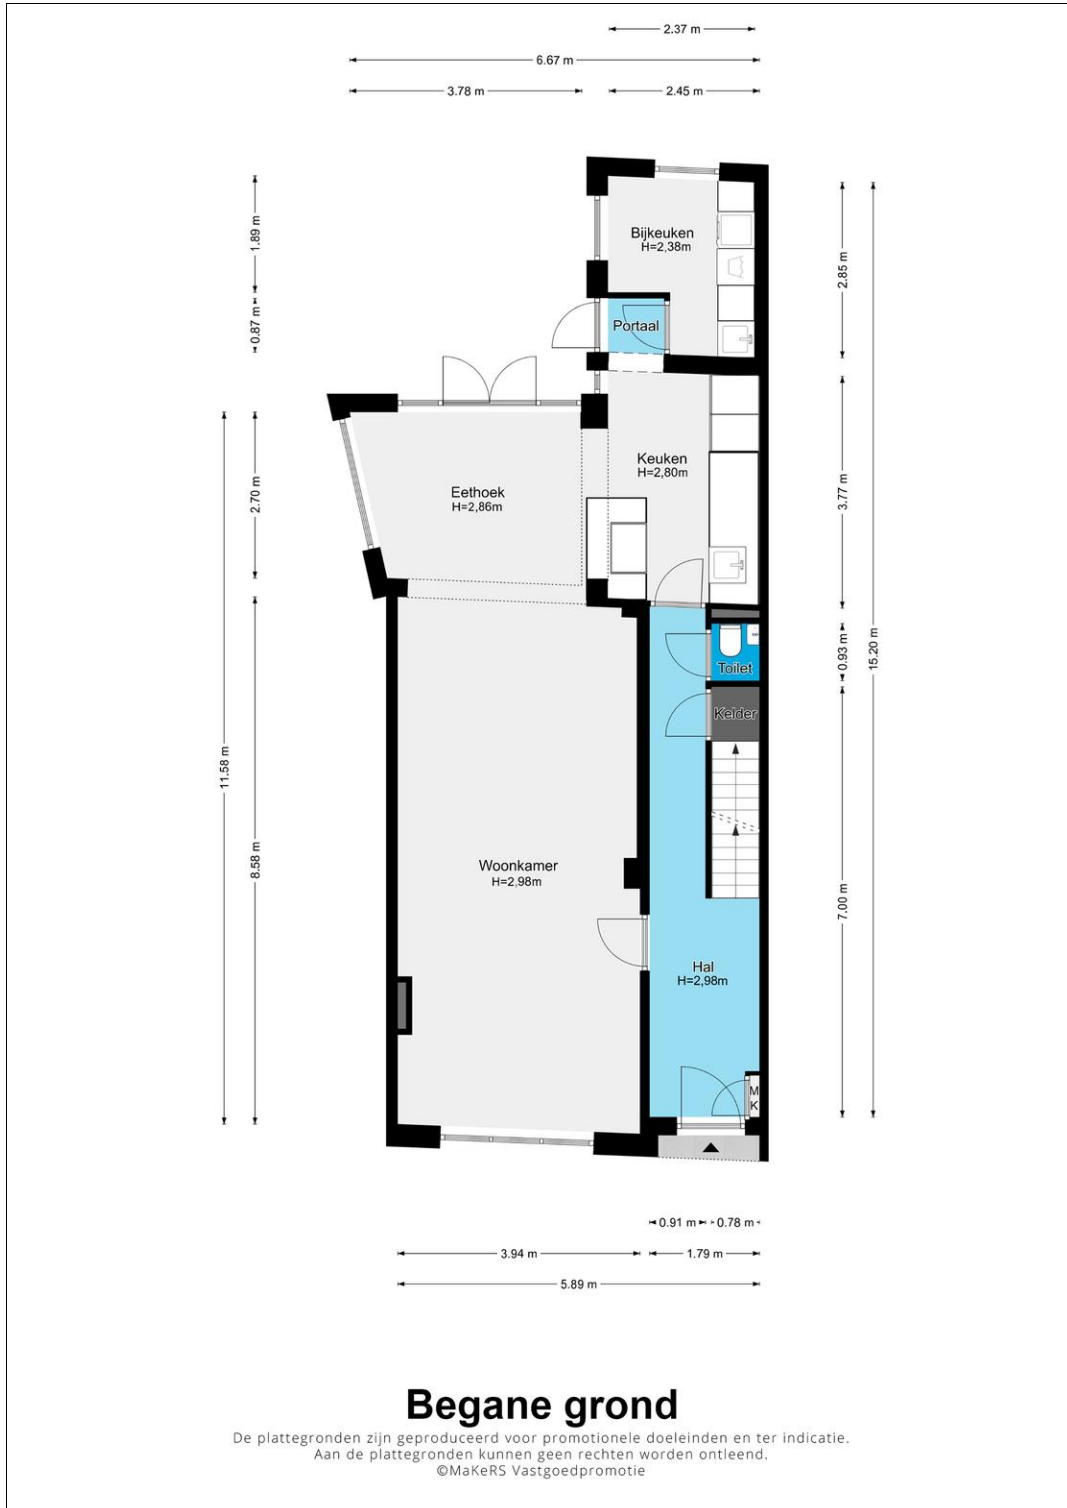 2.37 m
6.67 m
3.78 m
2.45 m
1.89 m
0.87 m
2.85 m
Bijkeuken
H=2,38m
Portaal
Keuken
H=2,80m
Eethoek
H=2,86m
2.70 m
3.77 m
Toilet
0.93 m
15.20 m
Kelder
11.58 m
8.58 m
Woonkamer
H=2,98m
7.00 m
Hal
H=2,98m
M
K
0.91 m
0.78 m
3.94 m
1.79 m
5.89 m
Begane grond
De plattegronden zijn geproduceerd voor promotionele doeleinden en ter indicatie.
Aan de plattegronden kunnen geen rechten worden ontleend.
©MaKeRS Vastgoedpromotie